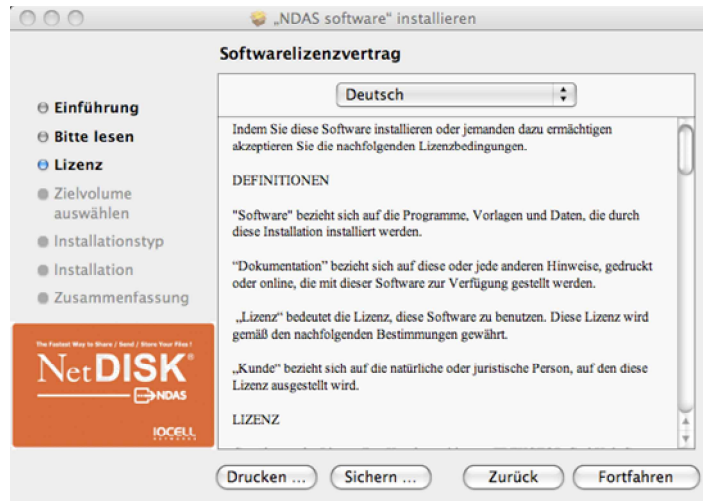 „NDAS software“ installieren
Softwarelizenzvertrag
Einführung
Bitte lesen
Lizenz
Zielvolume
auswählen
Installationstyp
Installation
Zusammenfassung
The Fastest Way to Share / Send / Store Your Files !
NetDISK®
NDAS
IOCELL
NETWORKS
Deutsch
Indem Sie diese Software installieren oder jemanden dazu ermächtigen
akzeptieren Sie die nachfolgenden Lizenzbedingungen.
DEFINITIONEN
"Software" bezieht sich auf die Programme, Vorlagen und Daten, die durch
diese Installation installiert werden.
“Dokumentation” bezieht sich auf diese oder jede anderen Hinweise, gedruckt
oder online, die mit dieser Software zur Verfügung gestellt werden.
„Lizenz“ bedeutet die Lizenz, diese Software zu benutzen. Diese Lizenz wird
gemäß den nachfolgenden Bestimmungen gewährt.
„Kunde“ bezieht sich auf die natürliche oder juristische Person, auf den diese
Lizenz ausgestellt wird.
LIZENZ
Drucken ...
Sichern ...
Zurück
Fortfahren